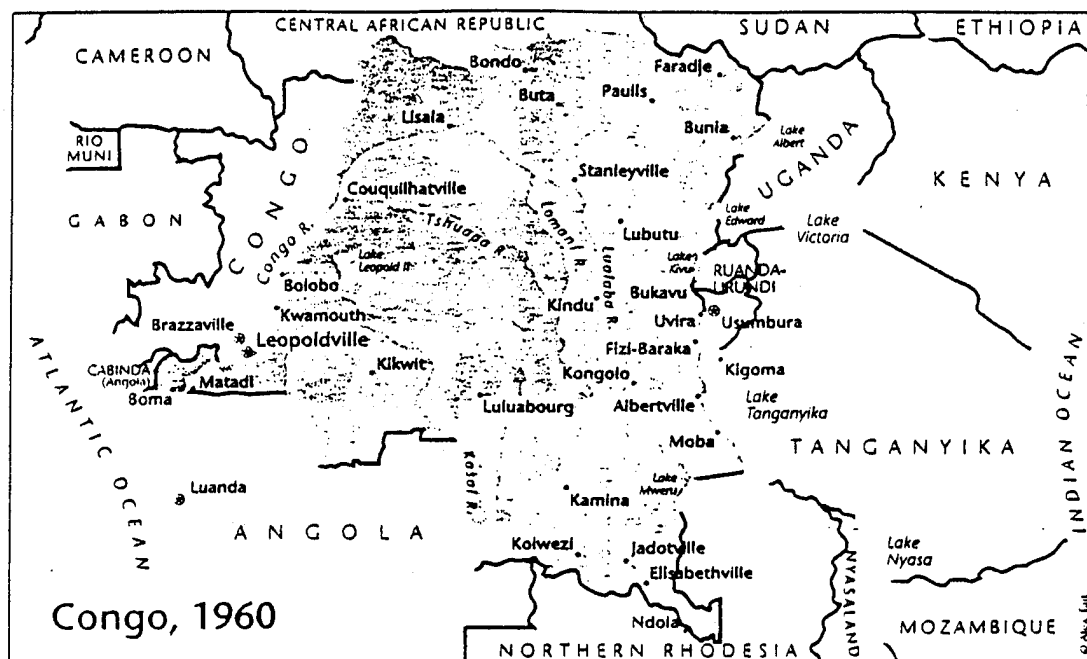 CENTRAL AFRICAN REPUBLIC
SUDAN
ETHIOPIA
CAMEROON
Bondo
Faradje
Buta
Paulis
Lisala
Bunia
Lake
Albert
RIO
MUNI
UGANDA
Stanleyville
KENYA
Couquilhatville
GABON
CONGO
Congo R.
Tshuapa R.
Lomani R.
Lualaba R.
Lubutu
Lake
Edward
Lake
Victoria
Lake
Leopold II
Lake
Kivu
RUANDA-
URUNDI
Bolobo
Bukavu
Kindu
Kwamouth
Uvira
Usumbura
Brazzaville
Leopoldville
Fizi-Baraka
Kikwit
Kigoma
CABINDA
(Angola)
Matadi
Boma
Kongolo
Luluabourg
Albertville
Lake
Tanganyika
ATLANTIC OCEAN
INDIAN OCEAN
Moba
TANGANYIKA
Kasai R.
Lake
Mweru
Luanda
Kamina
ANGOLA
Kolwezi
Jadotville
Elisabethville
Lake
Nyasa
NYASALAND
Congo, 1960
Ndola
NORTHERN RHODESIA
MOZAMBIQUE